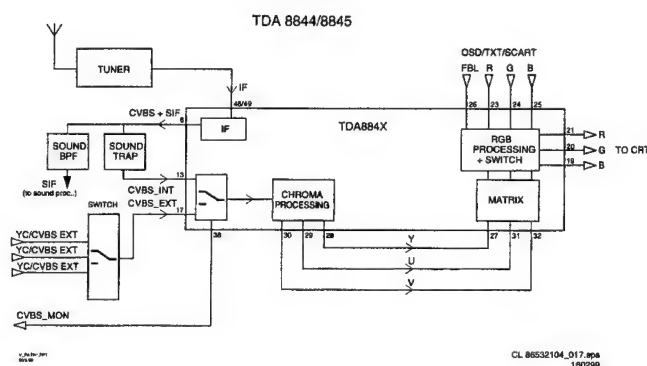 TDA 8844/8845
OSD/TXT/SCART
FBL R G B
TUNER
IF
48/49
26 23 24 25
CVBS + SIF
6
IF
TDA884X
SOUND BPF
SOUND TRAP
RGB PROCESSING + SWITCH
21 R
20 G TO CRT
19 B
SIF
(to sound proc..)
13
CVBS_INT
CVBS_EXT
17
SWITCH
CHROMA PROCESSING
MATRIX
38
30 29 28
27 31 32
YC/CVBS EXT
YC/CVBS EXT
YC/CVBS EXT
Y
U
V
CVBS_MON
CL 86532104_017.eps
160299